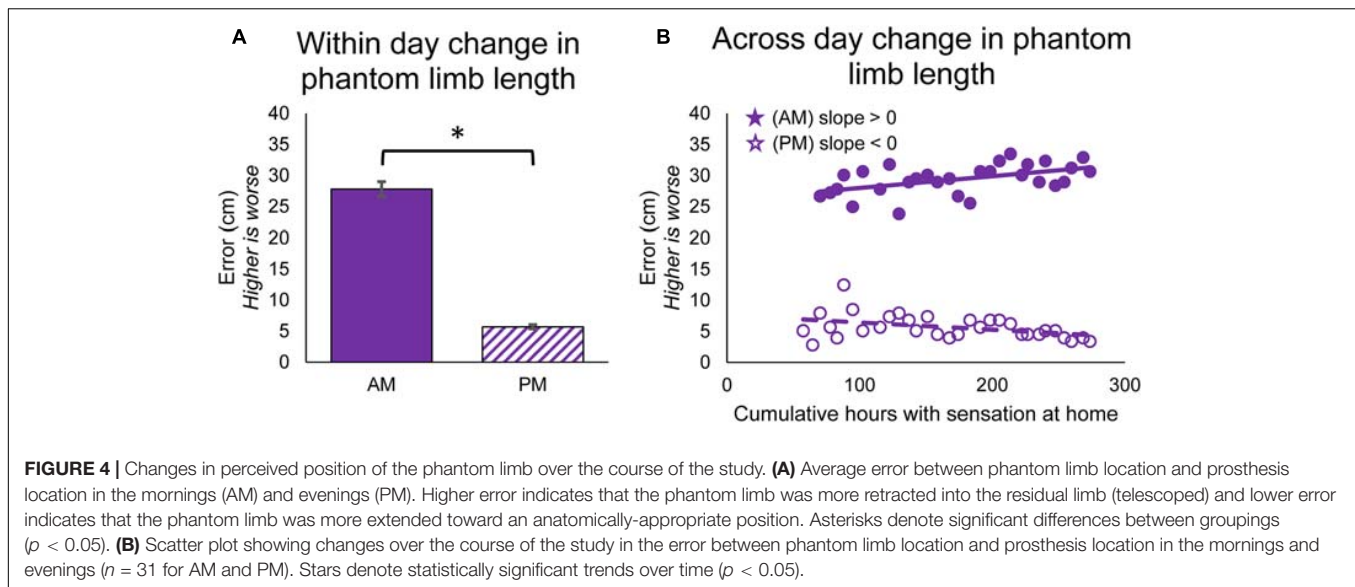 A
Within day change in
phantom limb length
Error (cm)
Higher is worse
40
35
30
25
20
15
10
5
0
*
AM
PM
B
Across day change in phantom
limb length
Error (cm)
Higher is worse
40
35
30
25
20
15
10
5
0
(AM) slope > 0
(PM) slope < 0
0
100
200
300
Cumulative hours with sensation at home
FIGURE 4 | Changes in perceived position of the phantom limb over the course of the study. (A) Average error between phantom limb location and prosthesis
location in the mornings (AM) and evenings (PM). Higher error indicates that the phantom limb was more retracted into the residual limb (telescoped) and lower error
indicates that the phantom limb was more extended toward an anatomically-appropriate position. Asterisks denote significant differences between groupings
(p < 0.05). (B) Scatter plot showing changes over the course of the study in the error between phantom limb location and prosthesis location in the mornings and
evenings (n = 31 for AM and PM). Stars denote statistically significant trends over time (p < 0.05).